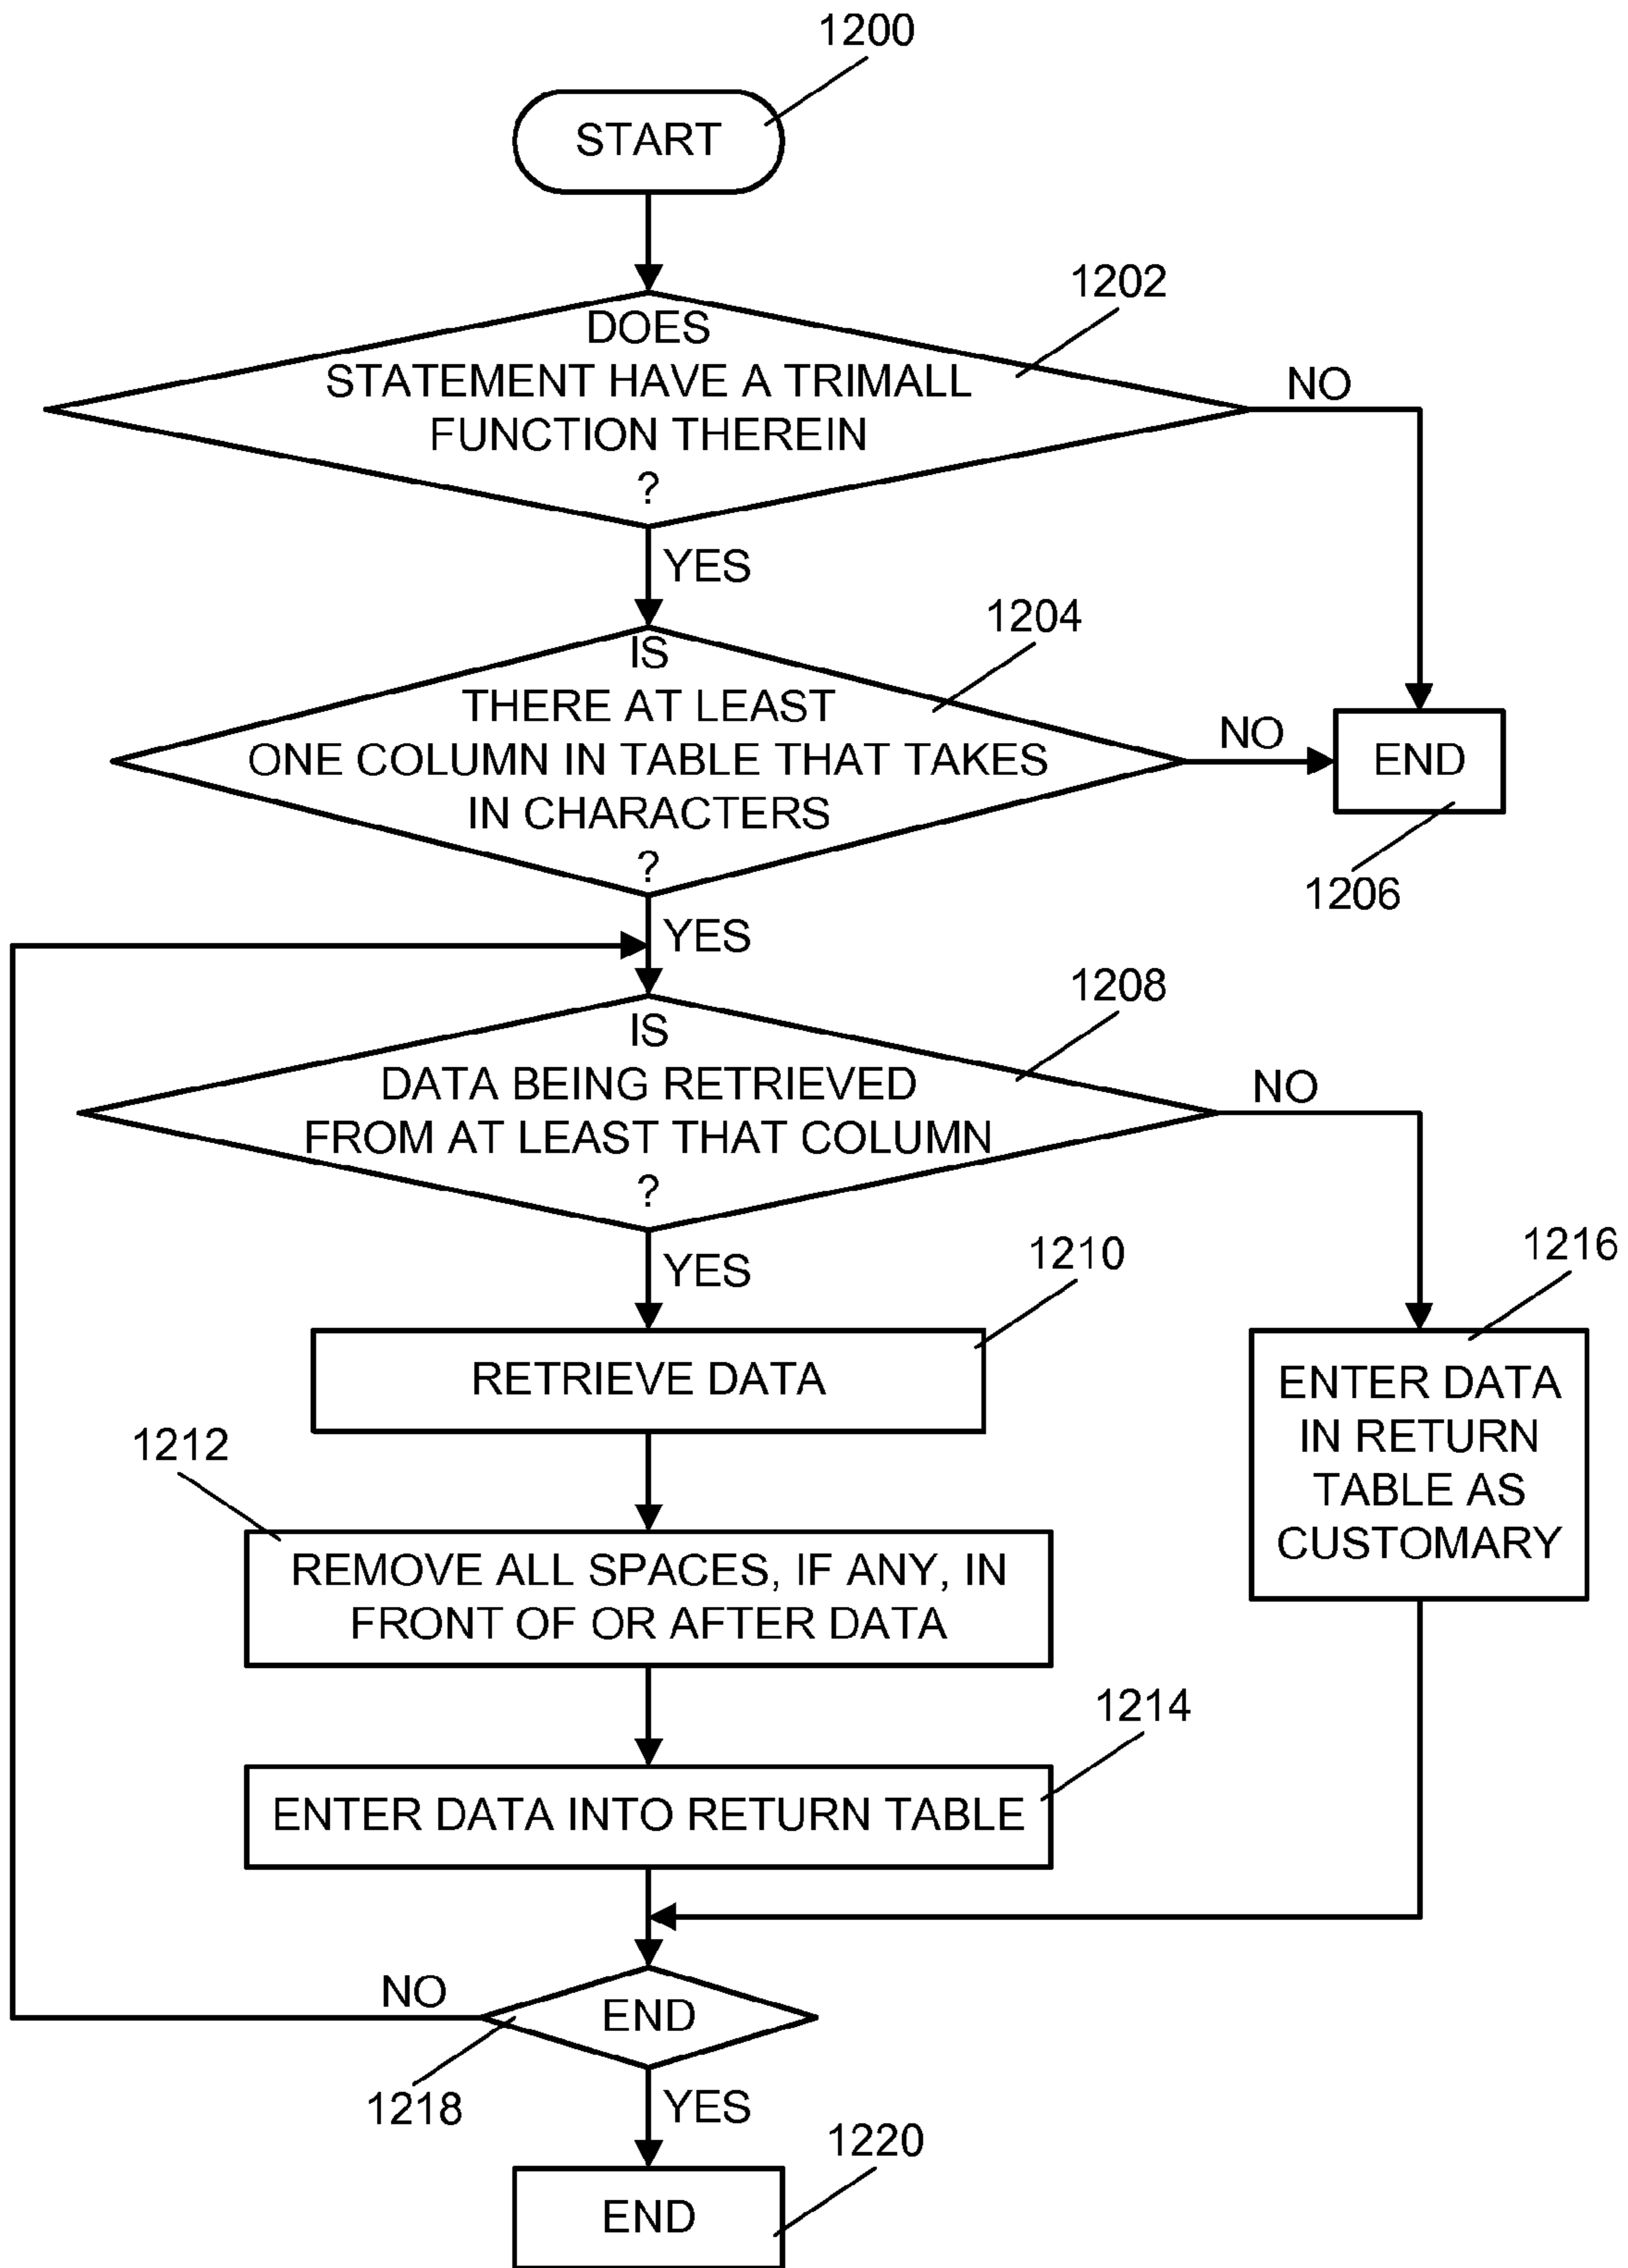 1200
START
1202
DOES
STATEMENT HAVE A TRIMALL
FUNCTION THEREIN
?
NO
YES
1204
IS
THERE AT LEAST
ONE COLUMN IN TABLE THAT TAKES
IN CHARACTERS
?
NO
END
1206
YES
1208
IS
DATA BEING RETRIEVED
FROM AT LEAST THAT COLUMN
?
NO
YES
1210
RETRIEVE DATA
1216
ENTER DATA
IN RETURN
TABLE AS
CUSTOMARY
1212
REMOVE ALL SPACES, IF ANY, IN
FRONT OF OR AFTER DATA
1214
ENTER DATA INTO RETURN TABLE
NO
END
1218
YES
1220
END